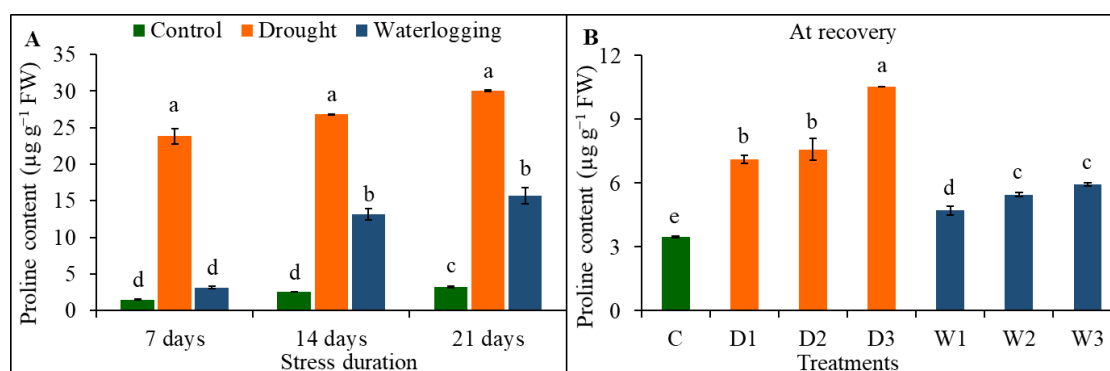 A Control Drought Waterlogging
Proline content (µg g⁻¹ FW)
35
30
25
20
15
10
5
0
d a d
d a b
c a b
7 days 14 days 21 days
Stress duration
B At recovery
Proline content (µg g⁻¹ FW)
12
9
6
3
0
e b b a d c c
C D1 D2 D3 W1 W2 W3
Treatments